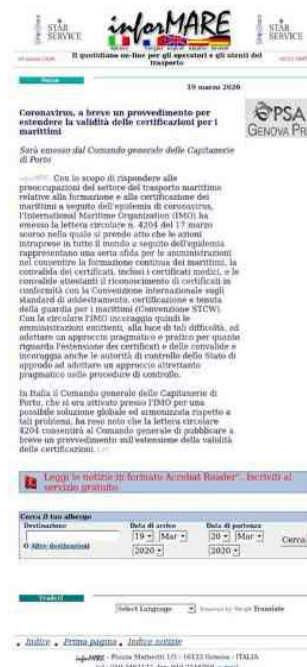 STAR SERVICE
inforMARE
STAR SERVICE
Il quotidiano on-line per gli operatori e gli utenti del
trasporto
19 marzo 2020
Coronavirus, a breve un provvedimento per
estendere la validità delle certificazioni per i
marittimi
PSA
GENOVA PR
Sarà emesso dal Comando generale delle Capitanerie
di Porto
Con lo scopo di rispondere alle
preoccupazioni del settore del trasporto marittimo
relative alla formazione e alla certificazione dei
marittimi a seguito dell'epidemia di coronavirus,
l'International Maritime Organization (IMO) ha
emesso la lettera circolare n. 4204 del 17 marzo
scorso nella quale si prende atto che le azioni
intraprese in tutto il mondo a seguito dell'epidemia
rappresentano una seria sfida per le amministrazioni
nel consentire la formazione continua dei marittimi, la
convalida dei certificati, inclusi i certificati medici, e le
convalide attestanti il riconoscimento di certificati in
conformità con la Convenzione internazionale sugli
standard di addestramento, certificazione e tenuta
della guardia per i marittimi (Convenzione STCW).
Con la circolare l'IMO incoraggia quindi le
amministrazioni emittenti, alla luce di tali difficoltà, ad
adottare un approccio pragmatico e pratico per quanto
riguarda l'estensione dei certificati e delle convalide e
incoraggia anche le autorità di controllo dello Stato di
approdo ad adottare un approccio altrettanto
pragmatico nelle procedure di controllo.
In Italia il Comando generale delle Capitanerie di
Porto, che si era attivato presso l'IMO per una
possibile soluzione globale ed armonizzata rispetto a
tali problemi, ha reso noto che la lettera circolare
4204 consentirà al Comando generale di pubblicare a
breve un provvedimento sull'estensione della validità
delle certificazioni.
Leggi le notizie in formato Acrobat Reader®. Iscriviti al
servizio gratuito.
Cerca il tuo albergo
Destinazione Data di arrivo Data di partenza
19 Mar 20 Mar Cerca
O Altre destinazioni 2020 2020
Select Language Powered by Google Translate
Indice Prima pagina Indice notizie
inforMARE - Piazza Matteotti 1/3 - 16123 Genova - ITALIA